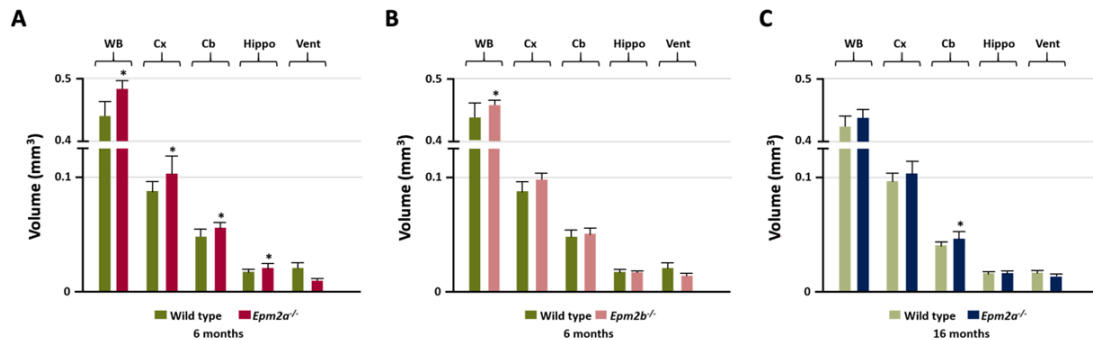 A
B
C
WB Cx Cb Hippo Vent
WB Cx Cb Hippo Vent
WB Cx Cb Hippo Vent
Volume (mm³)
0.5
0.4
0.1
0
* * * *
Volume (mm³)
0.5
0.4
0.1
0
*
Volume (mm³)
0.5
0.4
0.1
0
*
Wild type Epm2a-/-
6 months
Wild type Epm2b-/-
6 months
Wild type Epm2a-/-
16 months